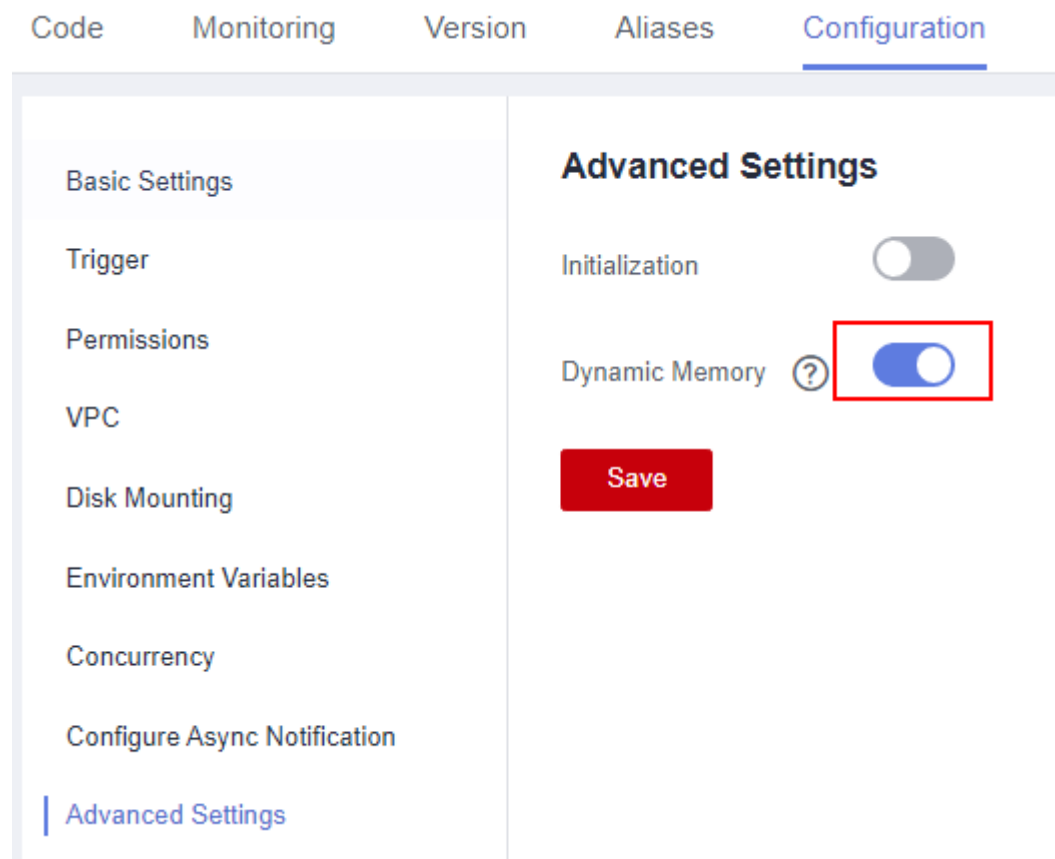 Code Monitoring Version Aliases Configuration
Basic Settings
Trigger
Permissions
VPC
Disk Mounting
Environment Variables
Concurrency
Configure Async Notification
Advanced Settings
Advanced Settings
Initialization
Dynamic Memory ?
Save